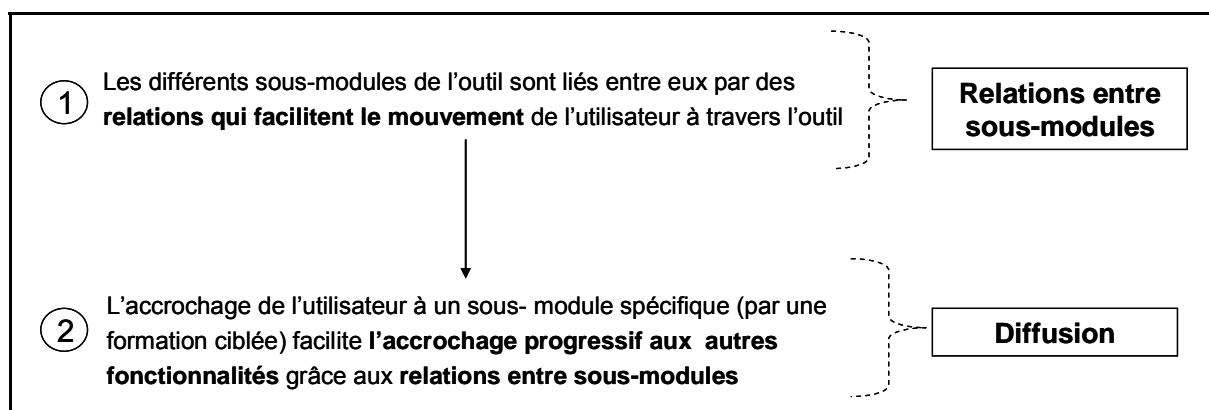 1
Les différents sous-modules de l'outil sont liés entre eux par des
relations qui facilitent le mouvement de l'utilisateur à travers l'outil
Relations entre
sous-modules
2
L'accrochage de l'utilisateur à un sous- module spécifique (par une
formation ciblée) facilite l'accrochage progressif aux autres
fonctionnalités grâce aux relations entre sous-modules
Diffusion